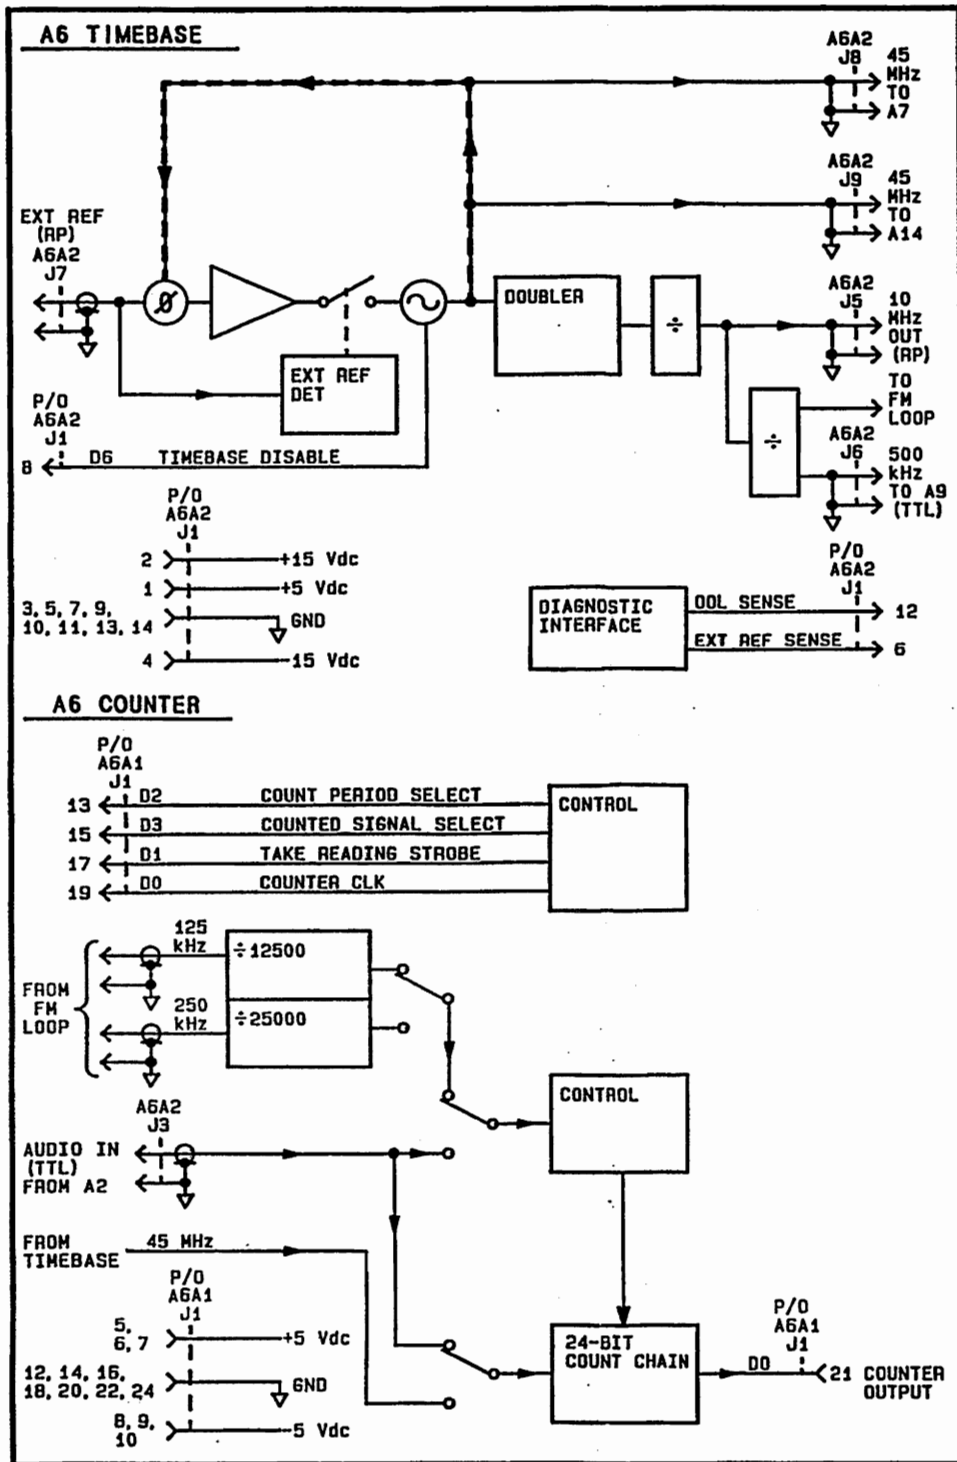 A6 TIMEBASE
A6A2
J8
45
MHz
TO
A7
A6A2
J9
45
MHz
TO
A14
EXT REF
(RP)
A6A2
J7
Ø
DOUBLER
÷
A6A2
J5
10
MHz
OUT
(RP)
EXT REF
DET
TO
FM
LOOP
÷
P/O
A6A2
J1
8
D6 TIMEBASE DISABLE
A6A2
J6
500
kHz
TO A9
(TTL)
P/O
A6A2
J1
2 +15 Vdc
1 +5 Vdc
3, 5, 7, 9,
10, 11, 13, 14
GND
4 -15 Vdc
P/O
A6A2
J1
DIAGNOSTIC
INTERFACE
OOL SENSE 12
EXT REF SENSE 6
A6 COUNTER
P/O
A6A1
J1
13 D2 COUNT PERIOD SELECT
15 D3 COUNTED SIGNAL SELECT
17 D1 TAKE READING STROBE
19 D0 COUNTER CLK
CONTROL
FROM
FM
LOOP
125
kHz
÷12500
250
kHz
÷25000
CONTROL
A6A2
J3
AUDIO IN
(TTL)
FROM A2
FROM
TIMEBASE
45 MHz
P/O
A6A1
J1
5,
6, 7
+5 Vdc
12, 14, 16,
18, 20, 22, 24
GND
8, 9,
10
-5 Vdc
24-BIT
COUNT CHAIN
P/O
A6A1
J1
D0
21 COUNTER
OUTPUT